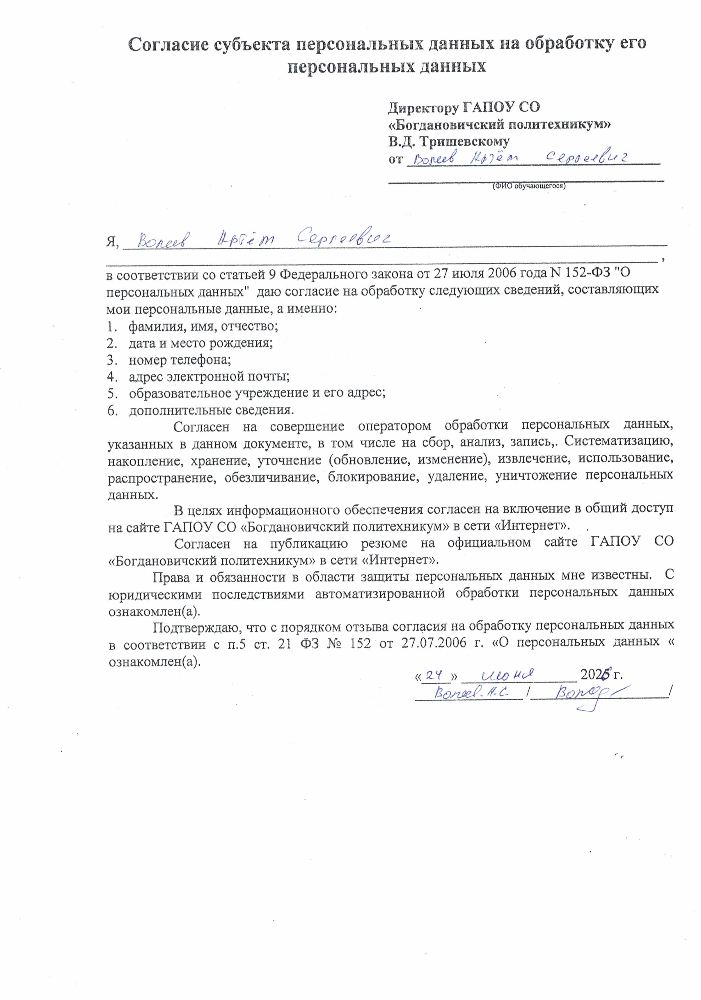 Согласие субъекта персональных данных на обработку его
персональных данных
Директору ГАПОУ СО
«Богдановичский политехникум»
В.Д. Тришевскому
от Артём Сергеевич
(ФИО обучающегося)
Я, Артём Сергеевич
,
в соответствии со статьей 9 Федерального закона от 27 июля 2006 года N 152-ФЗ "О
персональных данных" даю согласие на обработку следующих сведений, составляющих
мои персональные данные, а именно:
1. фамилия, имя, отчество;
2. дата и место рождения;
3. номер телефона;
4. адрес электронной почты;
5. образовательное учреждение и его адрес;
6. дополнительные сведения.
Согласен на совершение оператором обработки персональных данных,
указанных в данном документе, в том числе на сбор, анализ, запись,. Систематизацию,
накопление, хранение, уточнение (обновление, изменение), извлечение, использование,
распространение, обезличивание, блокирование, удаление, уничтожение персональных
данных.
В целях информационного обеспечения согласен на включение в общий доступ
на сайте ГАПОУ СО «Богдановичский политехникум» в сети «Интернет».
Согласен на публикацию резюме на официальном сайте ГАПОУ СО
«Богдановичский политехникум» в сети «Интернет».
Права и обязанности в области защиты персональных данных мне известны. С
юридическими последствиями автоматизированной обработки персональных данных
ознакомлен(а).
Подтверждаю, что с порядком отзыва согласия на обработку персональных данных
в соответствии с п.5 ст. 21 ФЗ № 152 от 27.07.2006 г. «О персональных данных «
ознакомлен(а).
«24» июня г.
А.С. / /